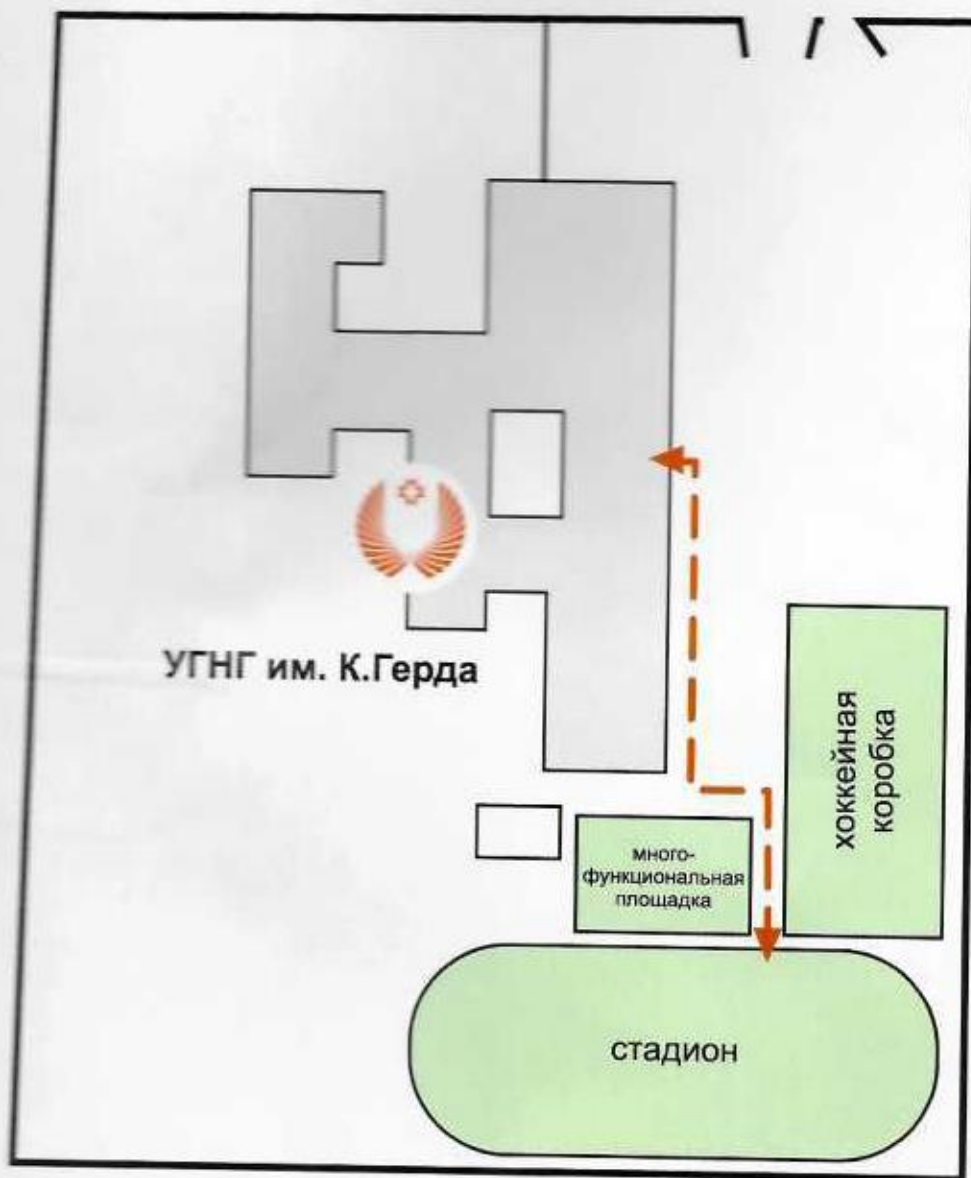 УГНГ им. К.Герда
хоккейная
коробка
много-
функциональная
площадка
стадион